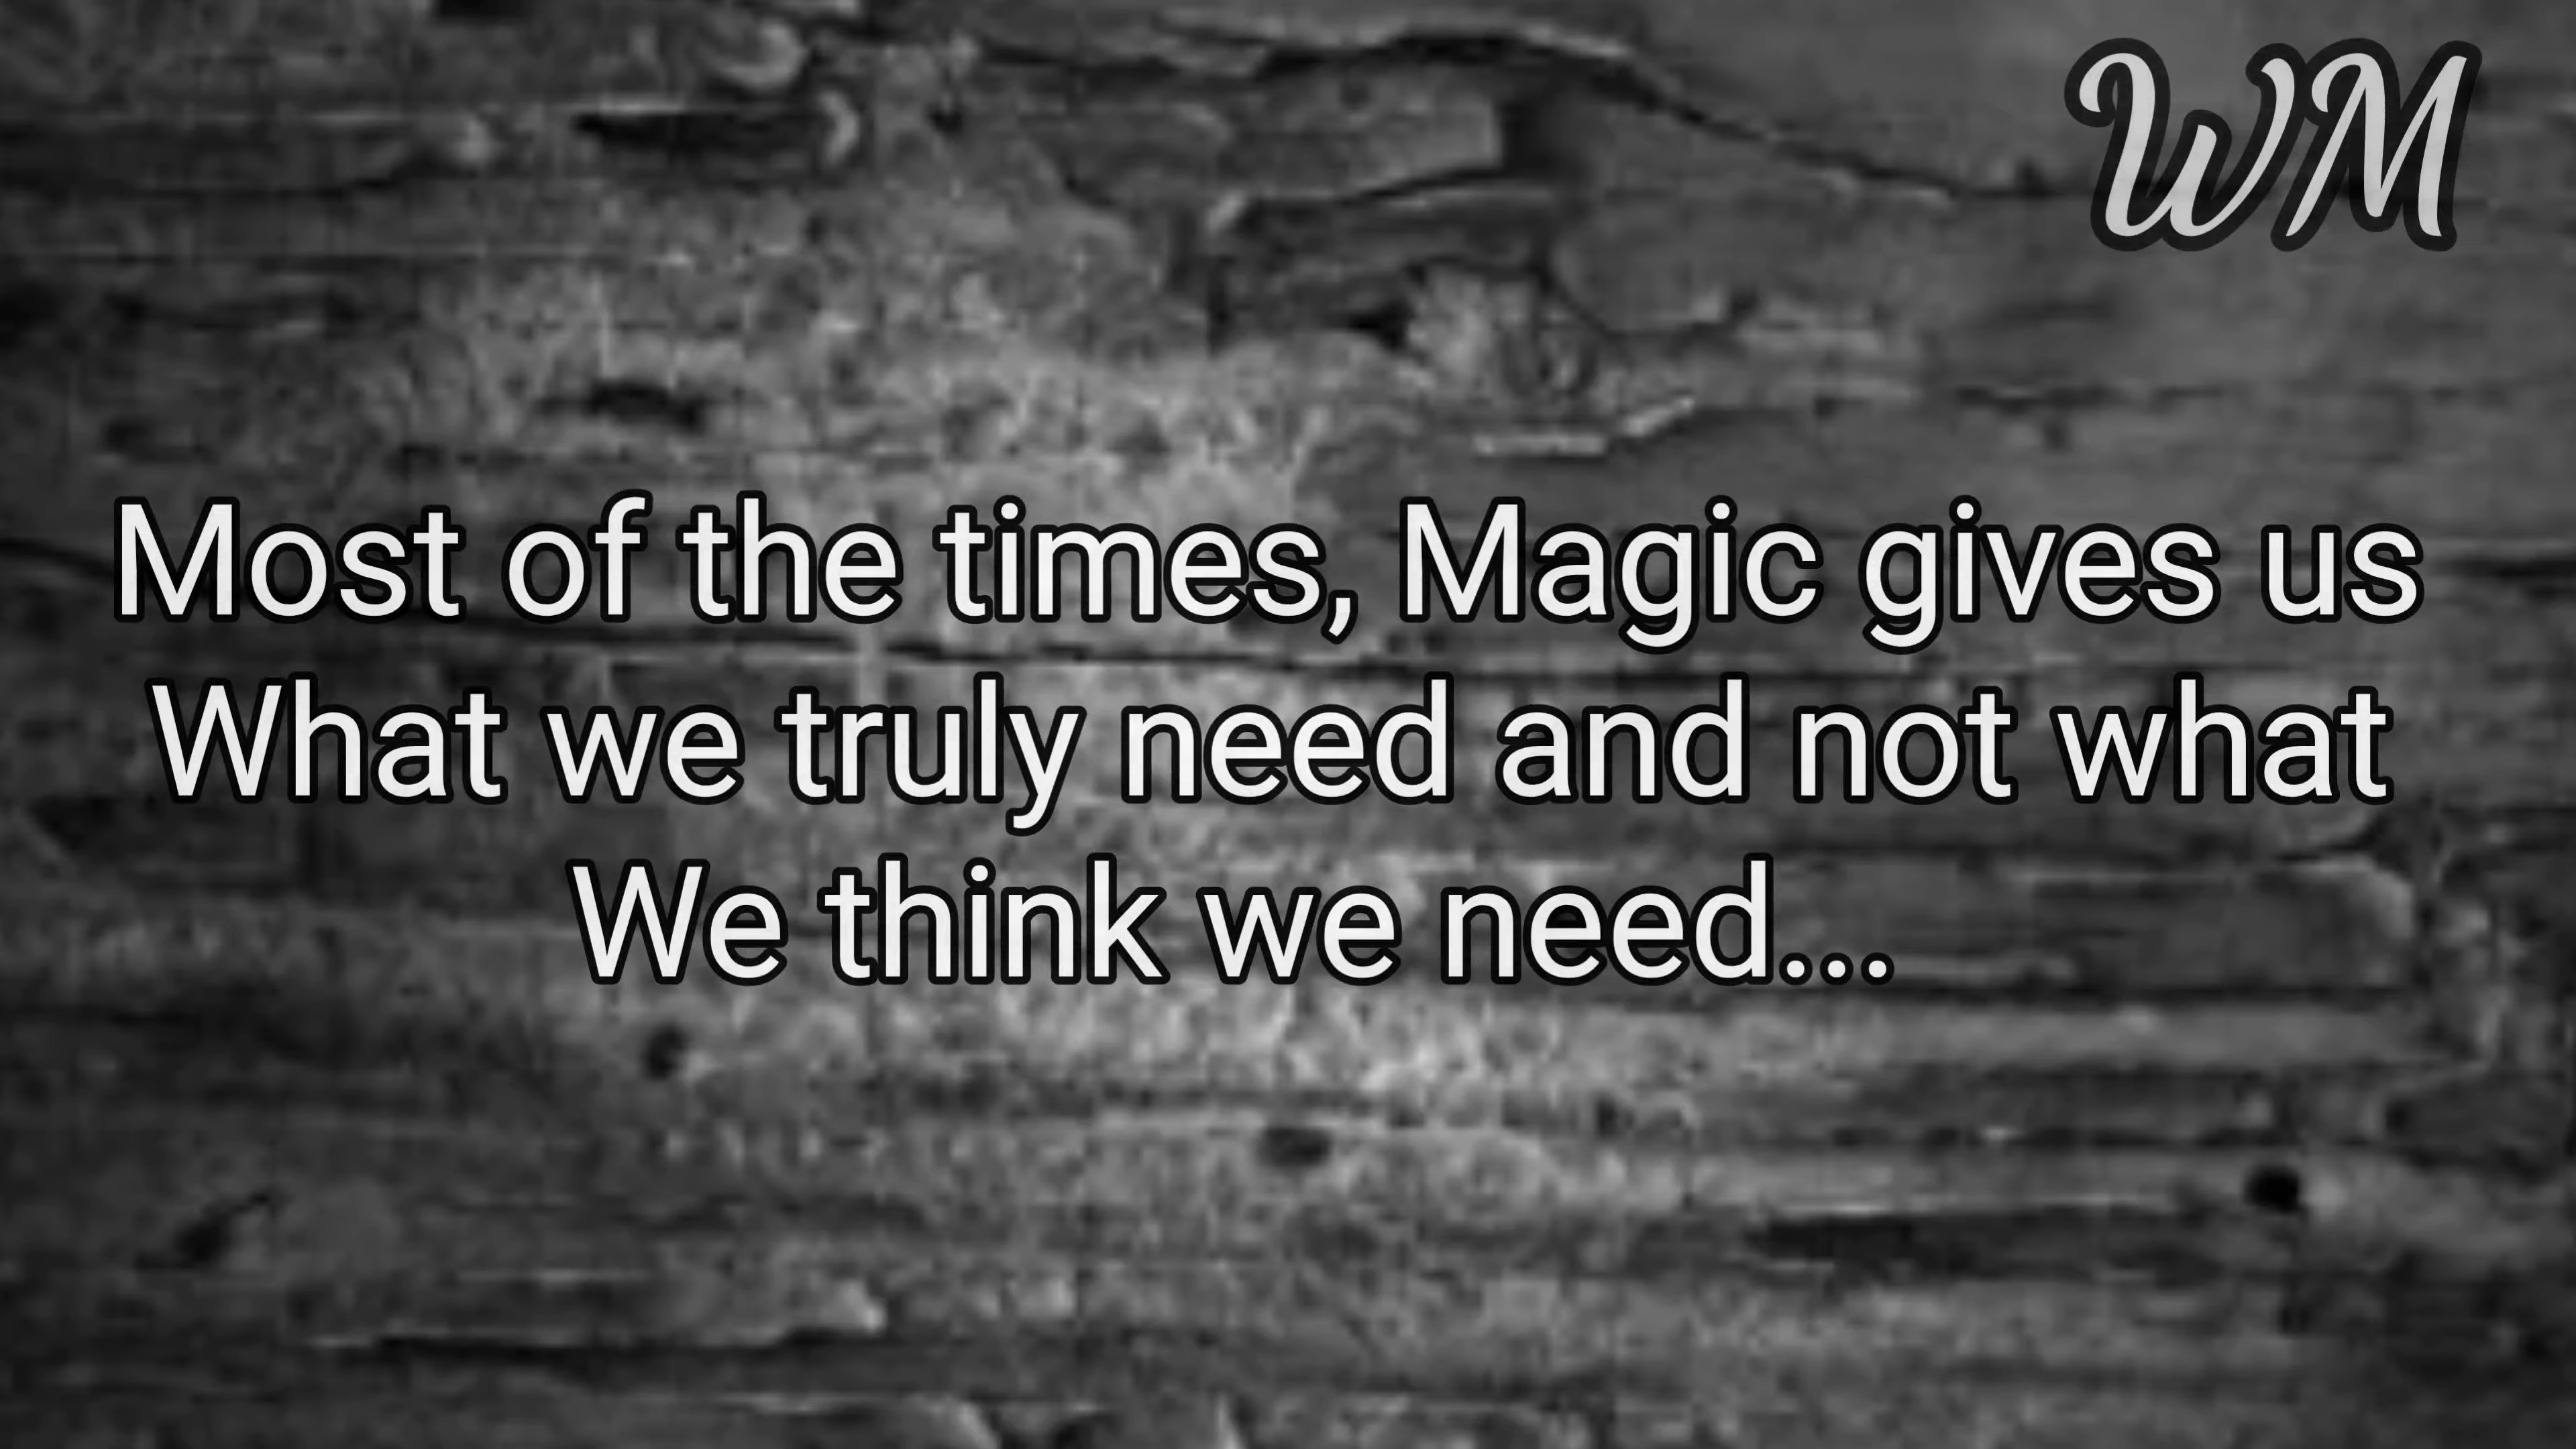 WM
Most of the times, Magic gives us
What we truly need and not what
We think we need...